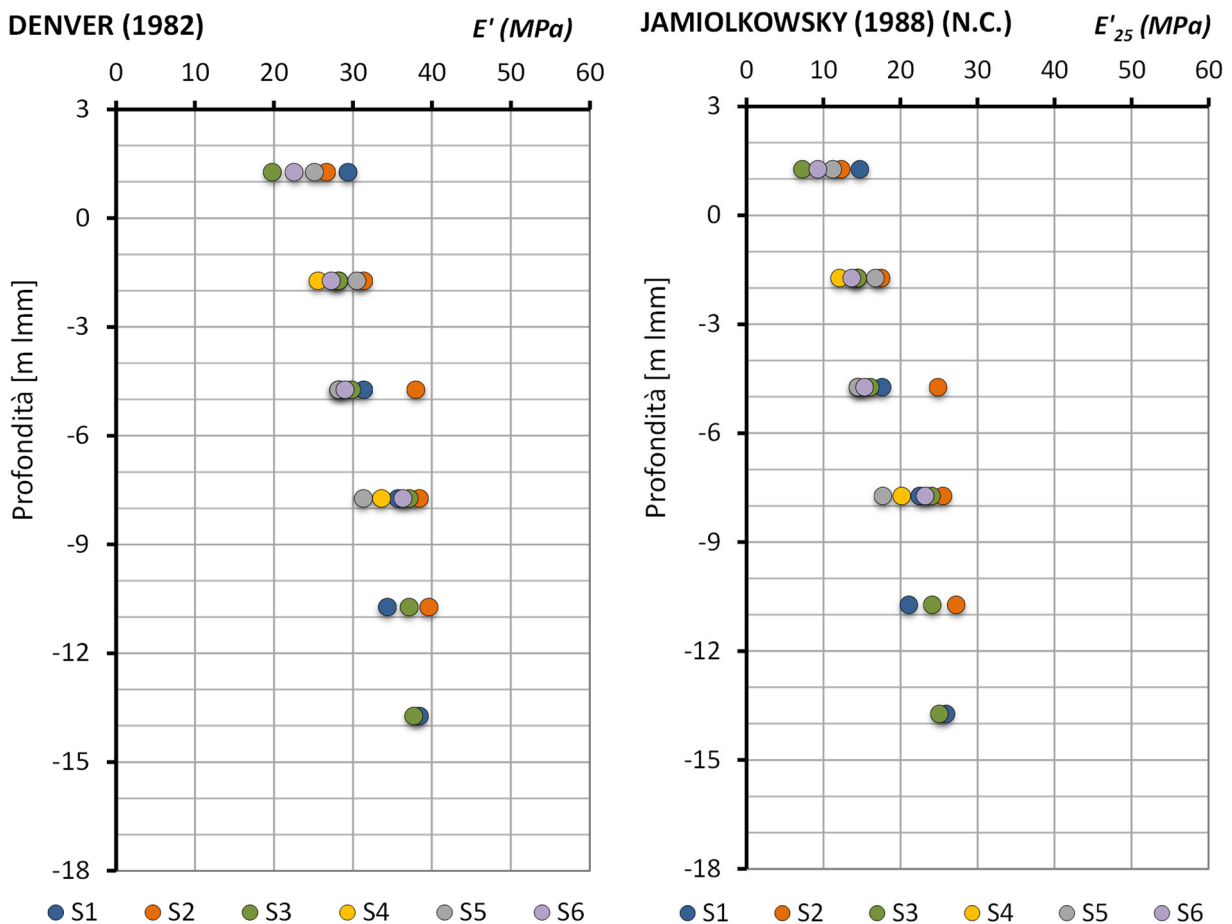 DENVER (1982) E' (MPa)
0 10 20 30 40 50 60
3
0
-3
-6
-9
-12
-15
-18
Profondità [m lmm]
S1 S2 S3 S4 S5 S6
JAMIOLKOWSKY (1988) (N.C.) E'25 (MPa)
0 10 20 30 40 50 60
3
0
-3
-6
-9
-12
-15
-18
Profondità [m lmm]
S1 S2 S3 S4 S5 S6